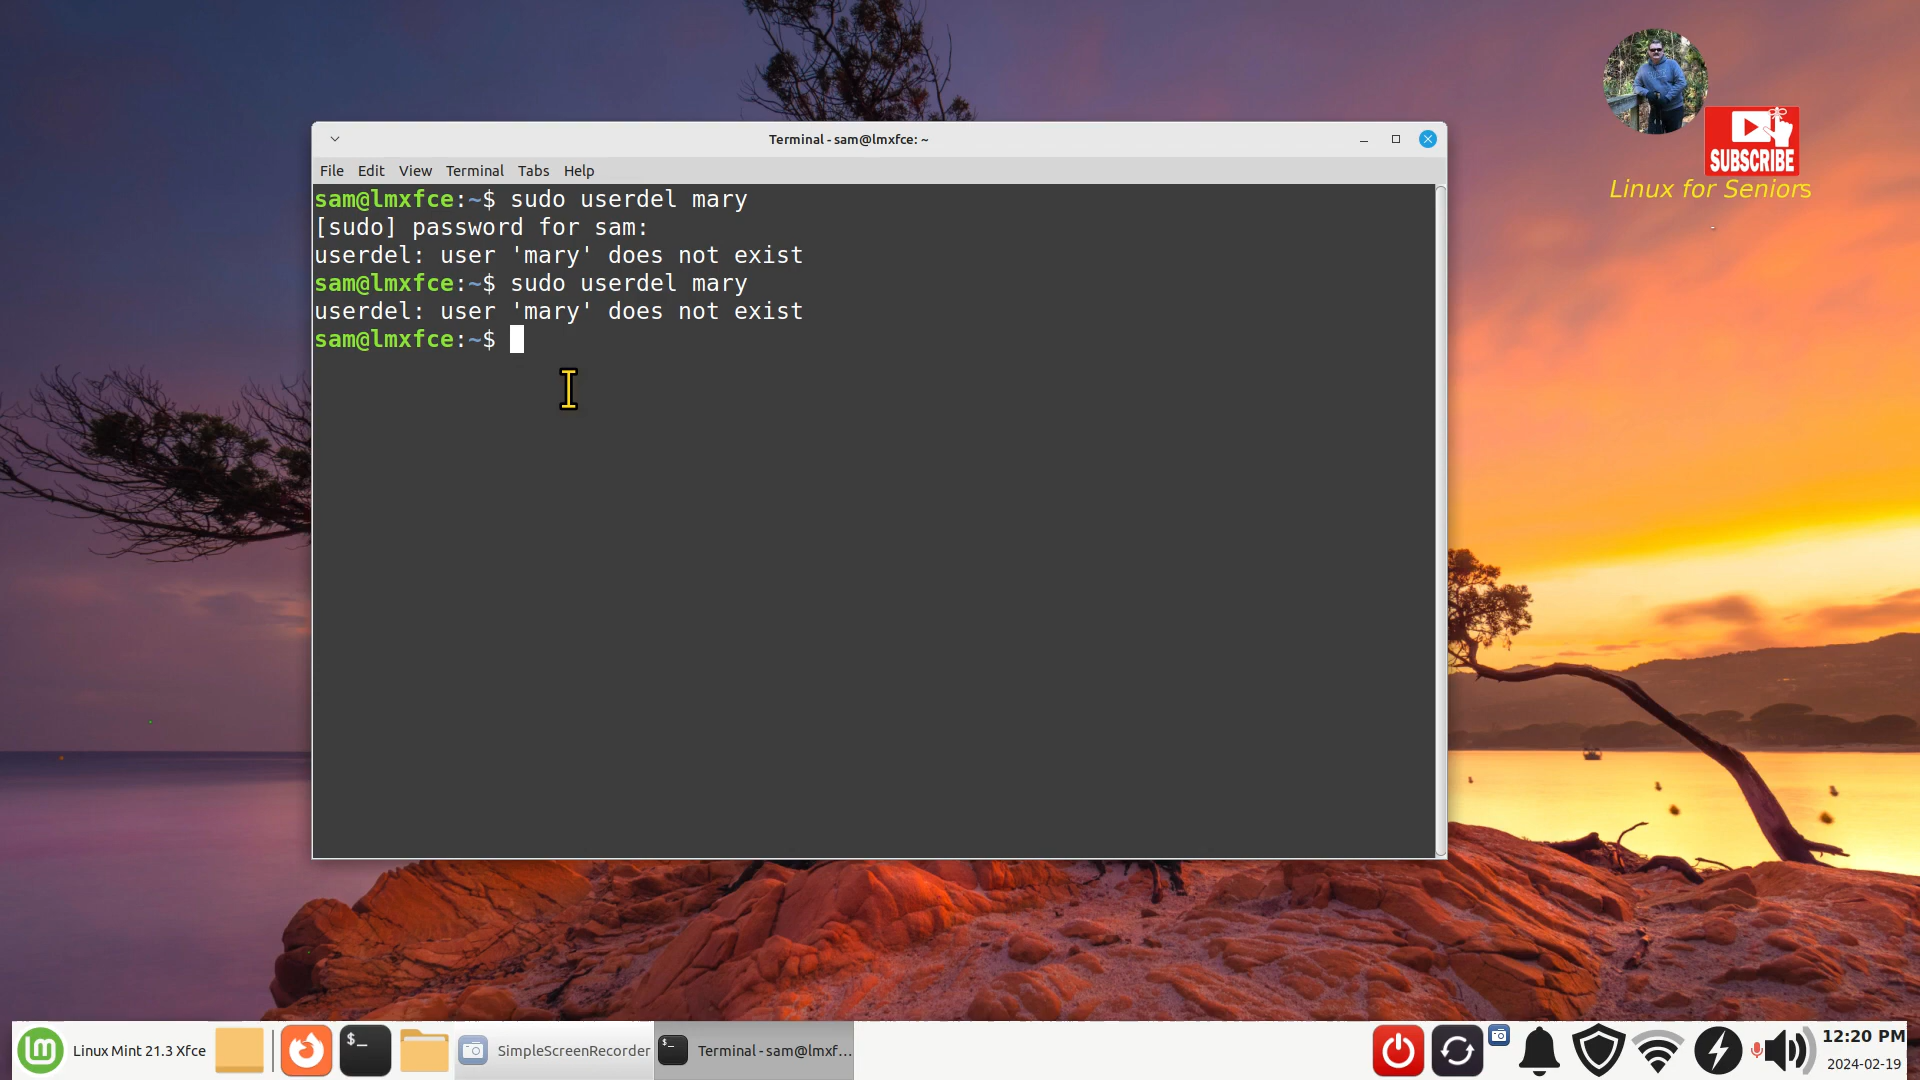 SUBSCRIBE
Linux for Seniors
Terminal - sam@lmxfce: ~
File Edit View Terminal Tabs Help
sam@lmxfce:~$ sudo userdel mary
[sudo] password for sam:
userdel: user 'mary' does not exist
sam@lmxfce:~$ sudo userdel mary
userdel: user 'mary' does not exist
sam@lmxfce:~$
lm Linux Mint 21.3 Xfce $_ SimpleScreenRecorder $_ Terminal - sam@lmxf... 12:20 PM
2024-02-19